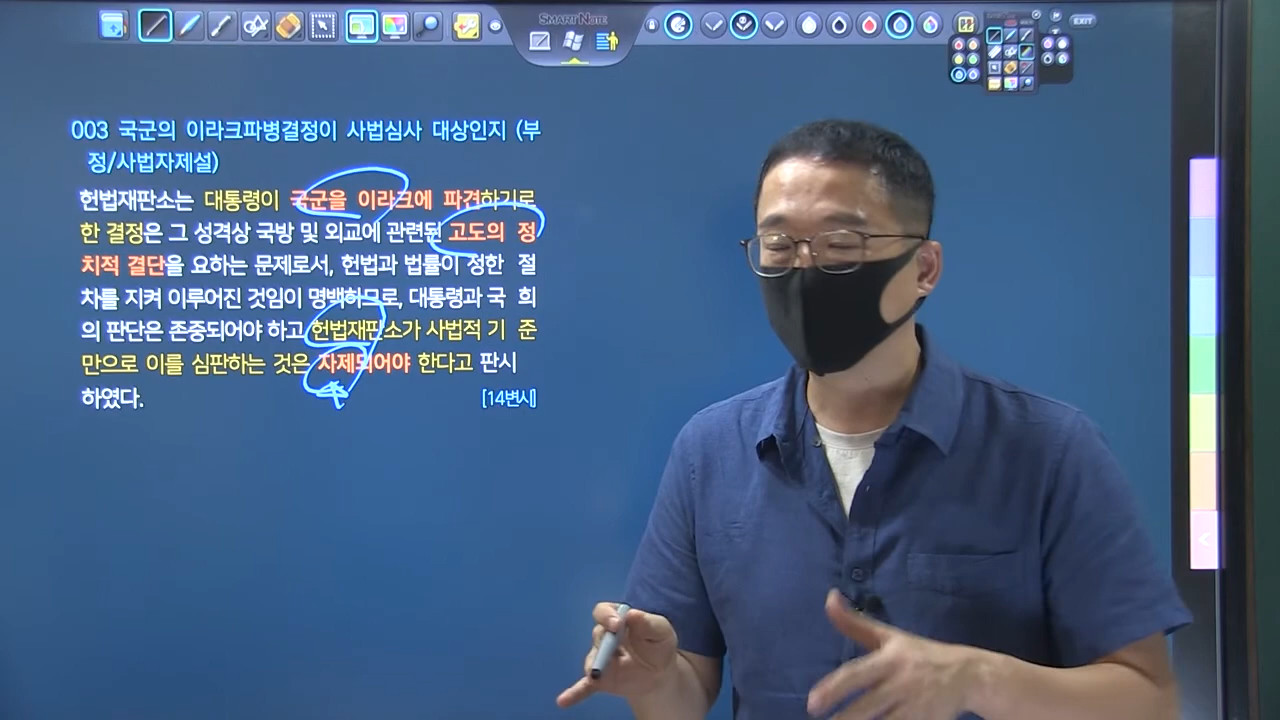 SMART NOTE
EXIT
003 국군의 이라크파병결정이 사법심사 대상인지 (부
정/사법자제설)
헌법재판소는 대통령이 국군을 이라크에 파견하기로
한 결정은 그 성격상 국방 및 외교에 관련된 고도의 정
치적 결단을 요하는 문제로서, 헌법과 법률이 정한 절
차를 지켜 이루어진 것임이 명백하므로, 대통령과 국 회
의 판단은 존중되어야 하고 헌법재판소가 사법적 기 준
만으로 이를 심판하는 것은 자제되어야 한다고 판시
하였다. [14변시]